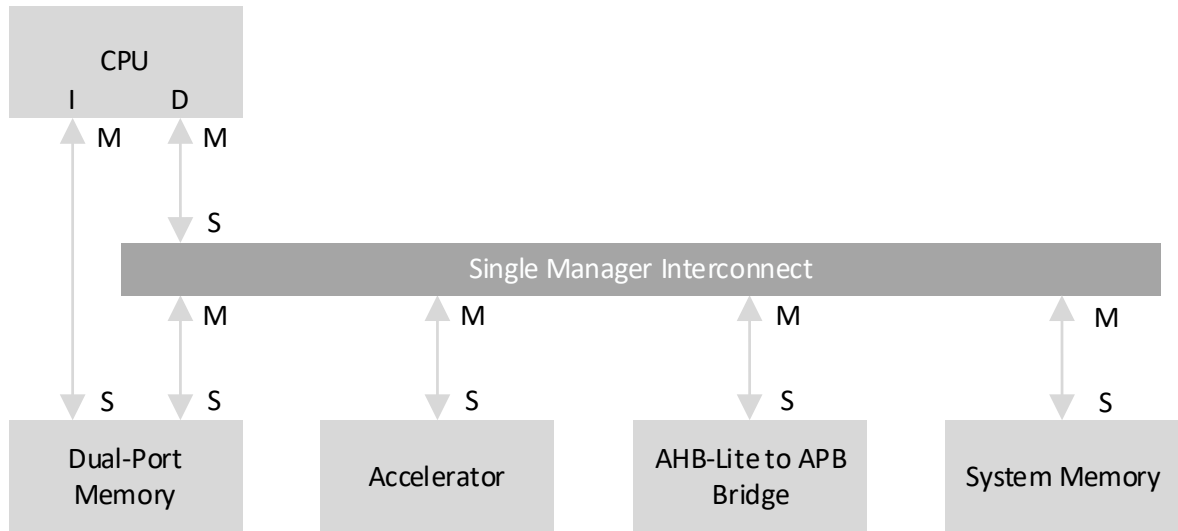 CPU
I D
M M
S
Single Manager Interconnect
M M M M
S S S S S
Dual-Port
Memory
Accelerator
AHB-Lite to APB
Bridge
System Memory